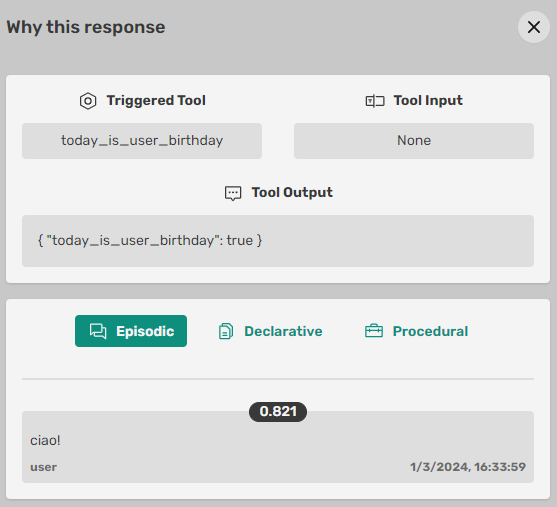 Why this response
Triggered Tool
Tool Input
today_is_user_birthday
None
Tool Output
{ "today_is_user_birthday": true }
Episodic
Declarative
Procedural
0.821
ciao!
user
1/3/2024, 16:33:59